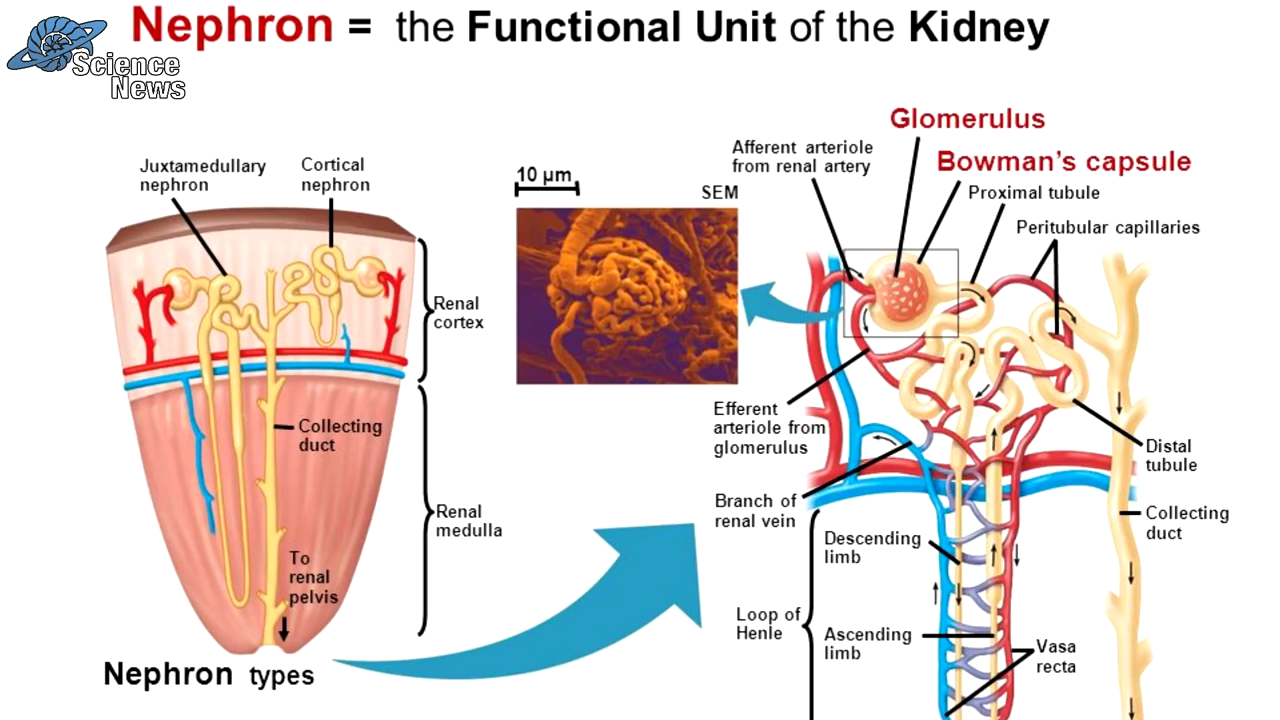 Nephron = the Functional Unit of the Kidney
Science
News
Juxtamedullary
nephron
Cortical
nephron
Renal
cortex
Collecting
duct
Renal
medulla
To
renal
pelvis
Nephron types
10 µm
SEM
Glomerulus
Bowman's capsule
Afferent arteriole
from renal artery
Proximal tubule
Peritubular capillaries
Efferent
arteriole from
glomerulus
Distal
tubule
Branch of
renal vein
Collecting
duct
Descending
limb
Loop of
Henle
Ascending
limb
Vasa
recta